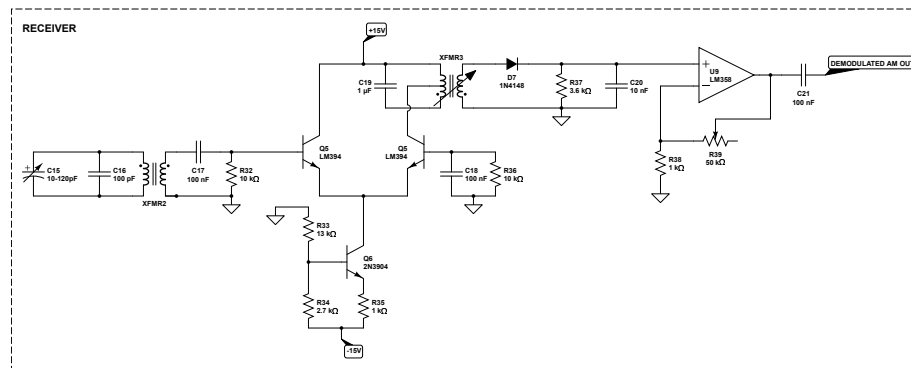 RECEIVER
+15V
XFMR3
C19
1 µF
D7
1N4148
R37
3.6 kΩ
C20
10 nF
+
−
U9
LM358
C21
100 nF
DEMODULATED AM OUT
R38
1 kΩ
R39
50 kΩ
+
C15
10-120pF
C16
100 pF
XFMR2
C17
100 nF
R32
10 kΩ
Q5
LM394
Q5
LM394
C18
100 nF
R36
10 kΩ
R33
13 kΩ
Q6
2N3904
R34
2.7 kΩ
R35
1 kΩ
-15V